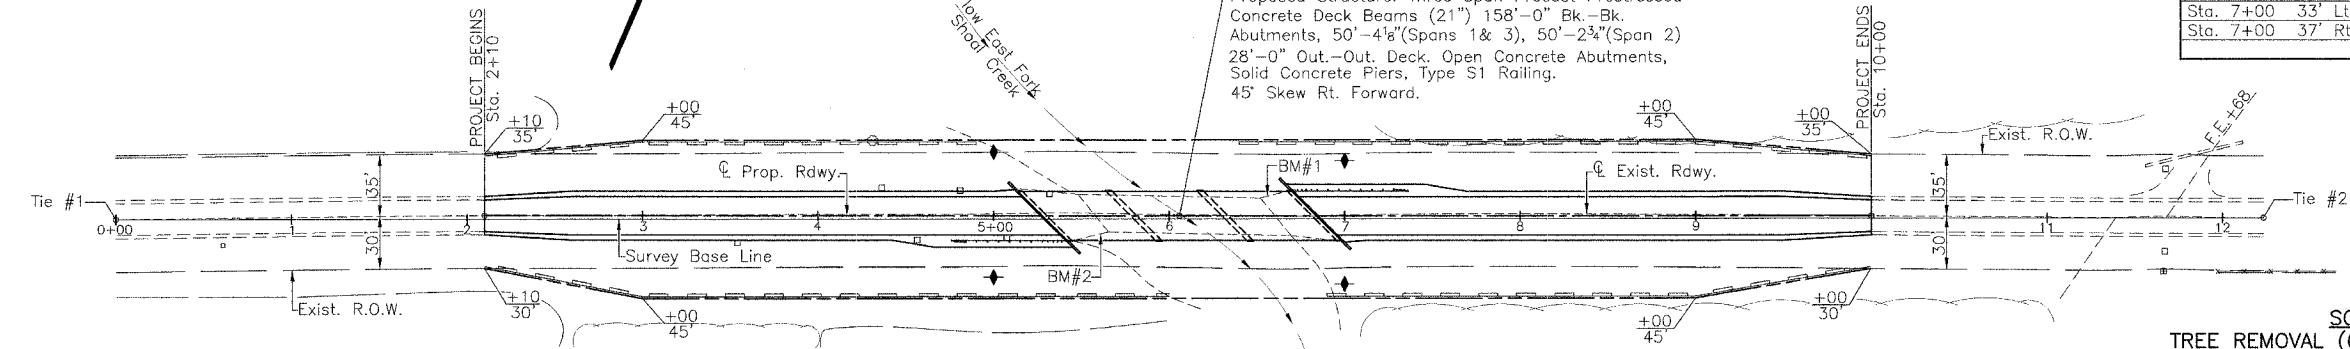 PROJECT BEGINS
Sta. 2+10
low East Fork
Shoal Creek
Concrete Deck Beams (21") 158'-0" Bk.-Bk.
Abutments, 50'-4⅛"(Spans 1& 3), 50'-2¾"(Span 2)
28'-0" Out.-Out. Deck. Open Concrete Abutments,
Solid Concrete Piers, Type S1 Railing.
45° Skew Rt. Forward.
PROJECT ENDS
Sta. 10+00
Sta. 7+00 33' Lt
Sta. 7+00 37' Rt
+10
35'
+00
45'
+00
45'
+00
35'
Exist. R.O.W.
F.E. +68
Tie #1
35'
℄ Prop. Rdwy.
BM#1
℄ Exist. Rdwy.
35'
Tie #2
0+00
1
2
3
4
5+00
6
7
8
9
11
12
30'
Survey Base Line
BM#2
30'
Exist. R.O.W.
+10
30'
+00
45'
+00
45'
+00
30'
TREE REMOVAL